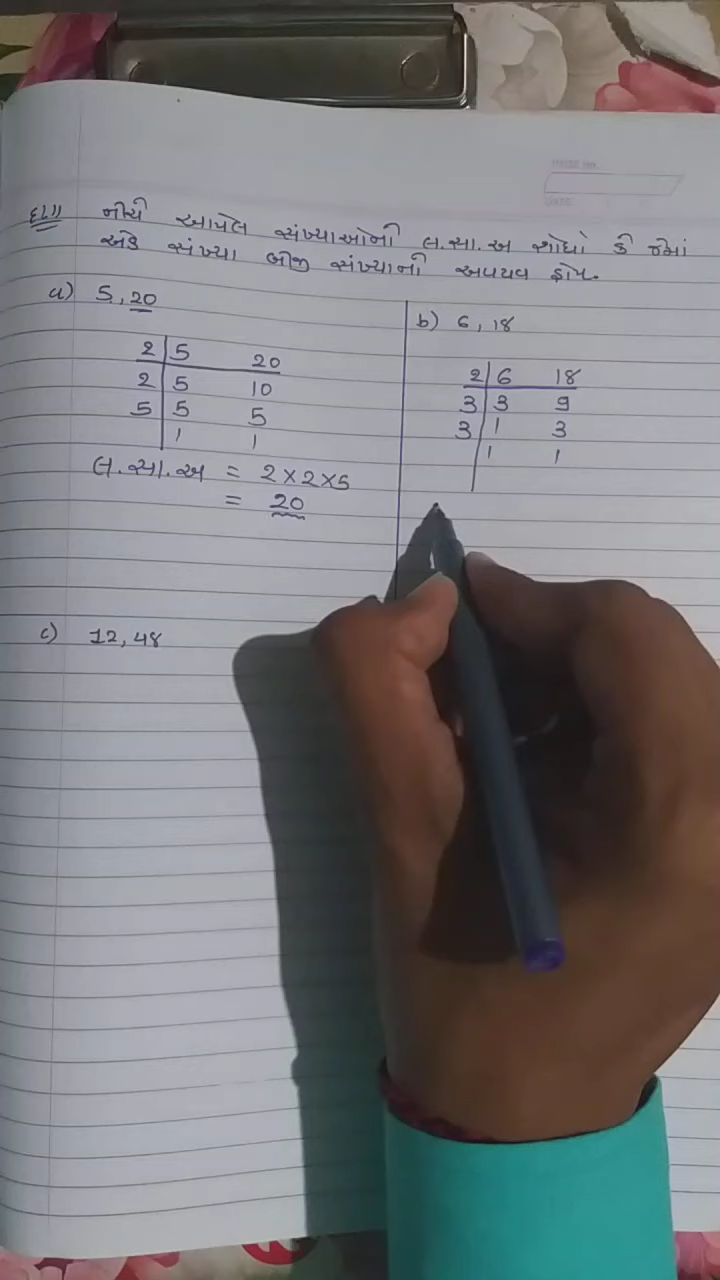 દા.૧૧ નીચે આપેલ સંખ્યાઓની લ.સા.અ શોધો કે જેમાં
એક સંખ્યા બીજી સંખ્યાની અવયવ હોય.
a) 5, 20
2 | 5 20
2 | 5 10
5 | 5 5
1 1
લ.સા.અ = 2 × 2 × 5
= 20
b) 6, 18
2 | 6 18
3 | 3 9
3 | 1 3
1 1
c) 12, 48